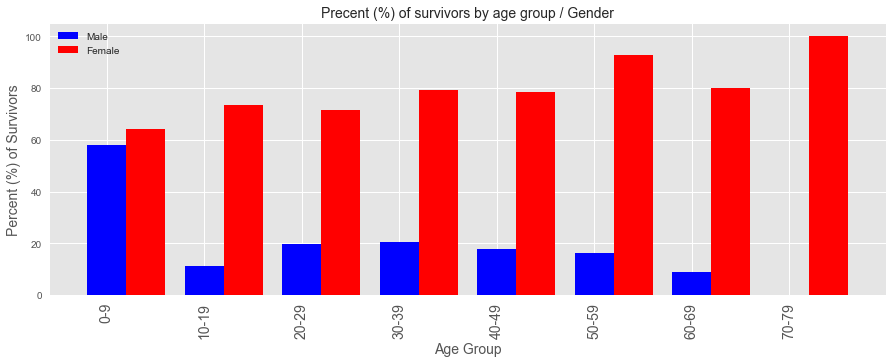 Precent (%) of survivors by age group / Gender
Male
Female
Percent (%) of Survivors
100
80
60
40
20
0
0-9
10-19
20-29
30-39
40-49
50-59
60-69
70-79
Age Group